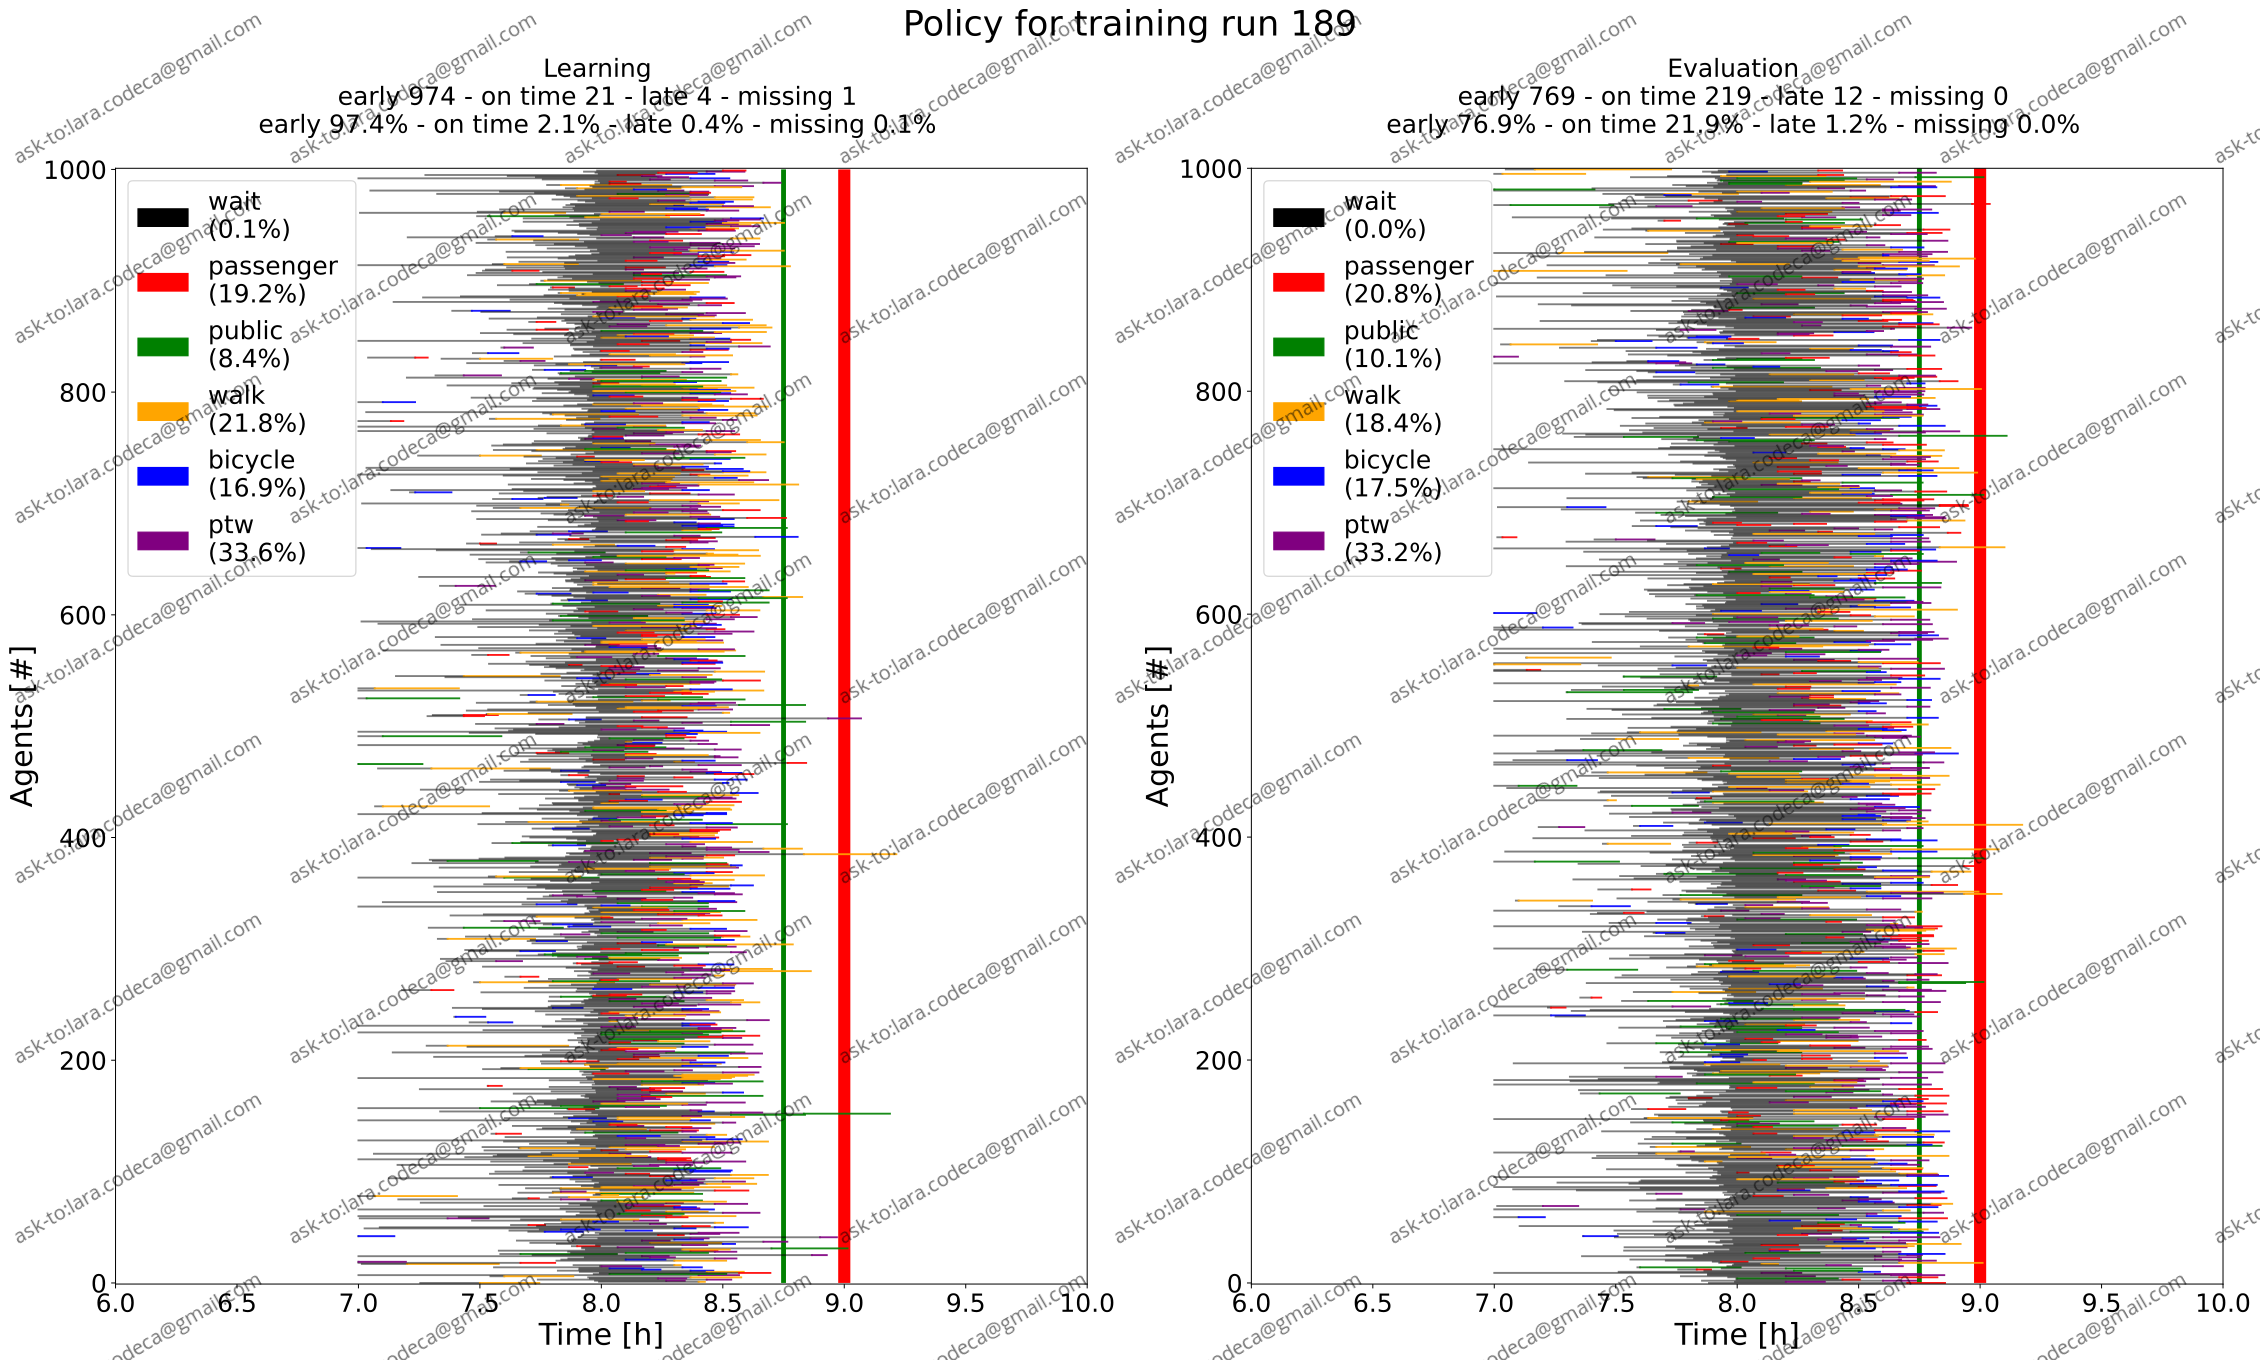 Policy for training run 189
Learning
early 974 - on time 21 - late 4 - missing 1
early 97.4% - on time 2.1% - late 0.4% - missing 0.1%
1000
800
600
400
200
0
Agents [#]
wait
(0.1%)
passenger
(19.2%)
public
(8.4%)
walk
(21.8%)
bicycle
(16.9%)
ptw
(33.6%)
6.0 6.5 7.0 7.5 8.0 8.5 9.0 9.5 10.0
Time [h]
Evaluation
early 769 - on time 219 - late 12 - missing 0
early 76.9% - on time 21.9% - late 1.2% - missing 0.0%
1000
800
600
400
200
0
Agents [#]
wait
(0.0%)
passenger
(20.8%)
public
(10.1%)
walk
(18.4%)
bicycle
(17.5%)
ptw
(33.2%)
6.0 6.5 7.0 7.5 8.0 8.5 9.0 9.5 10.0
Time [h]
ask-to:lara.codeca@gmail.com